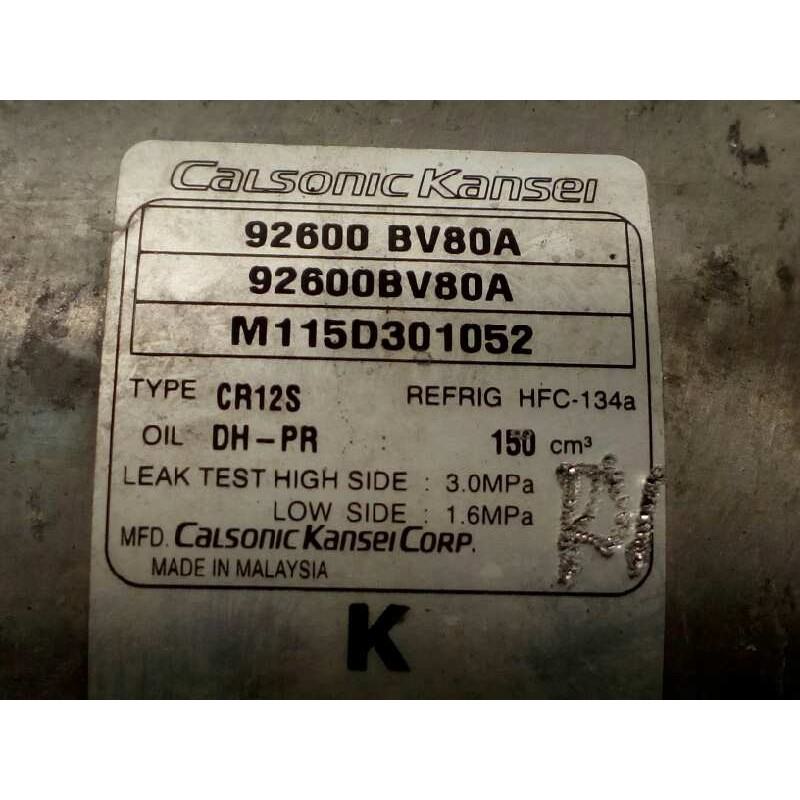 CALSONIC KANSEI
92600 BV80A
92600BV80A
M115D301052
TYPE CR12S REFRIG HFC-134a
OIL DH-PR : 150 cm³
LEAK TEST HIGH SIDE : 3.0MPa
LOW SIDE : 1.6MPa
MFD. CALSONIC KANSEI CORP.
MADE IN MALAYSIA
K